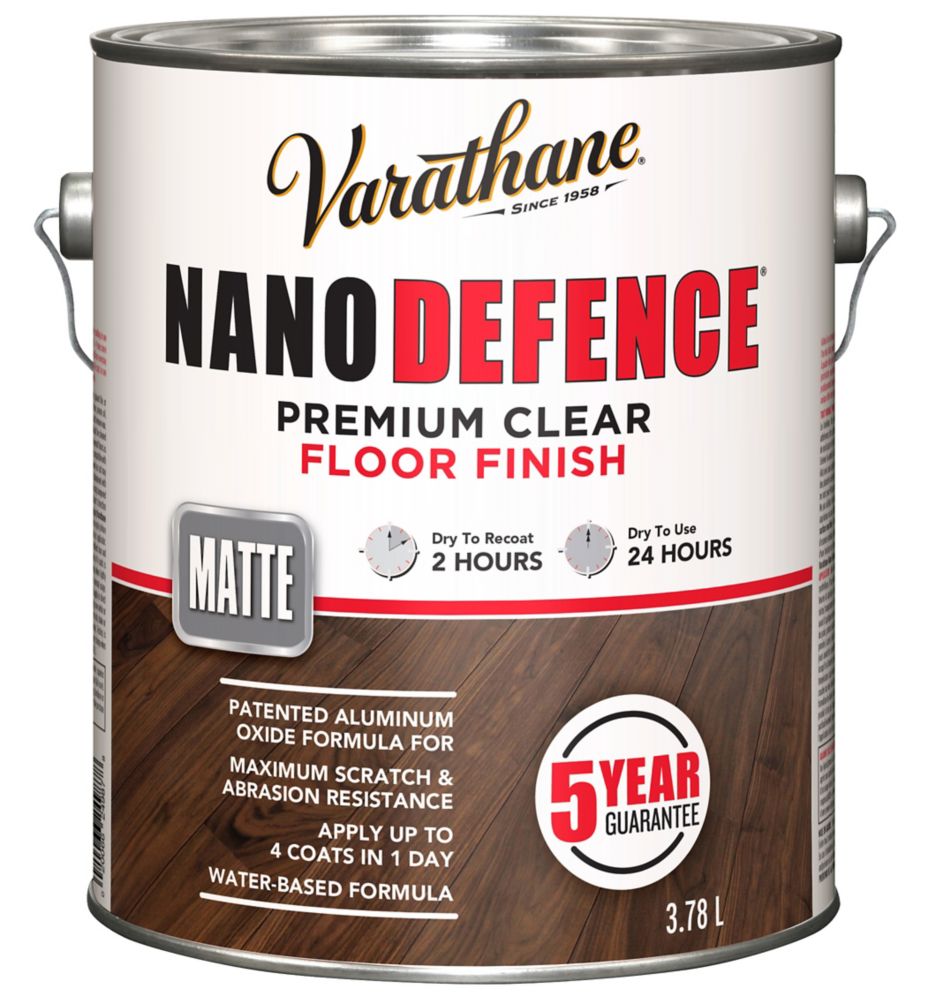 Varathane®
SINCE 1958
NANO DEFENCE®
PREMIUM CLEAR
FLOOR FINISH
MATTE
Dry To Recoat
2 HOURS
Dry To Use
24 HOURS
PATENTED ALUMINUM
OXIDE FORMULA FOR
MAXIMUM SCRATCH &
ABRASION RESISTANCE
APPLY UP TO
4 COATS IN 1 DAY
WATER-BASED FORMULA
5 YEAR
GUARANTEE
3.78 L